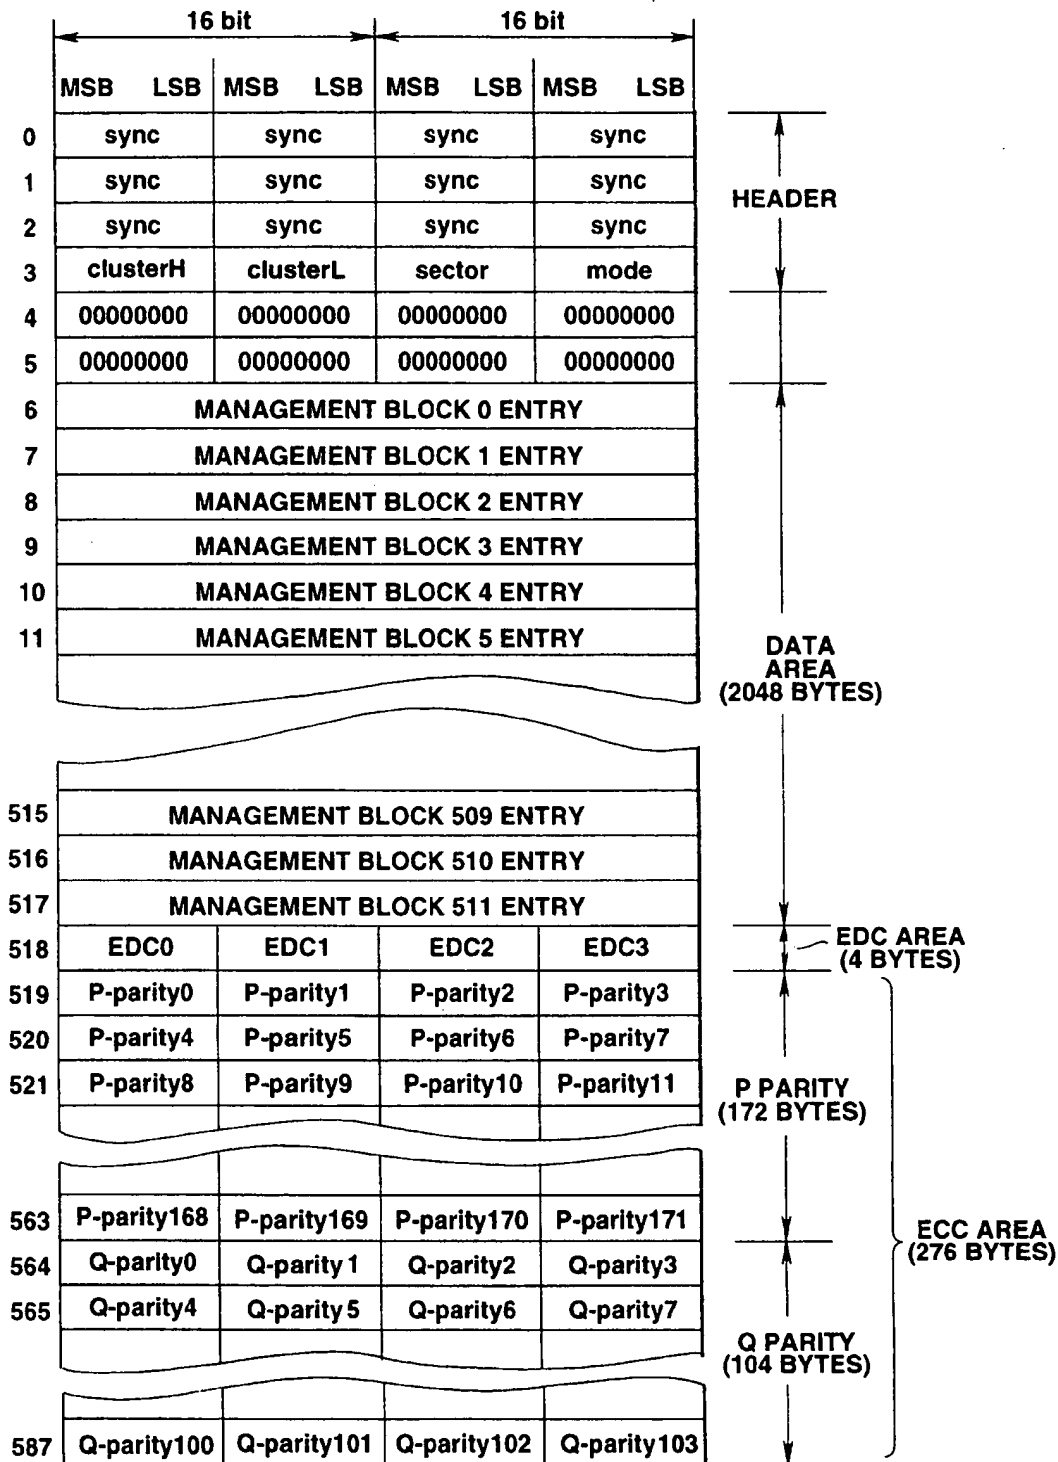 16 bit 16 bit
MSB LSB MSB LSB MSB LSB MSB LSB
0 sync sync sync sync
1 sync sync sync sync
2 sync sync sync sync
HEADER
3 clusterH clusterL sector mode
4 00000000 00000000 00000000 00000000
5 00000000 00000000 00000000 00000000
6 MANAGEMENT BLOCK 0 ENTRY
7 MANAGEMENT BLOCK 1 ENTRY
8 MANAGEMENT BLOCK 2 ENTRY
9 MANAGEMENT BLOCK 3 ENTRY
10 MANAGEMENT BLOCK 4 ENTRY
11 MANAGEMENT BLOCK 5 ENTRY
DATA
AREA
(2048 BYTES)
515 MANAGEMENT BLOCK 509 ENTRY
516 MANAGEMENT BLOCK 510 ENTRY
517 MANAGEMENT BLOCK 511 ENTRY
518 EDC0 EDC1 EDC2 EDC3
EDC AREA
(4 BYTES)
519 P-parity0 P-parity1 P-parity2 P-parity3
520 P-parity4 P-parity5 P-parity6 P-parity7
521 P-parity8 P-parity9 P-parity10 P-parity11
P PARITY
(172 BYTES)
563 P-parity168 P-parity169 P-parity170 P-parity171
ECC AREA
(276 BYTES)
564 Q-parity0 Q-parity1 Q-parity2 Q-parity3
565 Q-parity4 Q-parity5 Q-parity6 Q-parity7
Q PARITY
(104 BYTES)
587 Q-parity100 Q-parity101 Q-parity102 Q-parity103